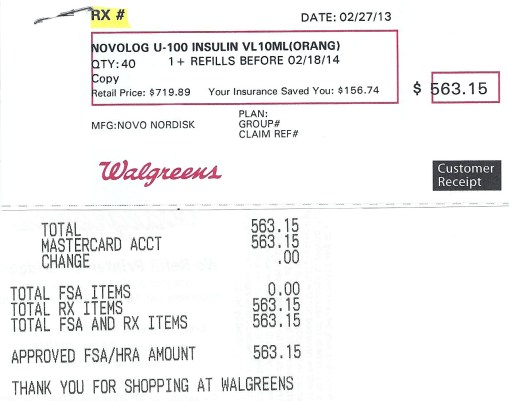 RX # DATE: 02/27/13
NOVOLOG U-100 INSULIN VL10ML(ORANG)
QTY:40 1+ REFILLS BEFORE 02/18/14
Copy
Retail Price: $719.89 Your Insurance Saved You: $156.74 $ 563.15
PLAN:
MFG:NOVO NORDISK GROUP#
CLAIM REF#
Walgreens
Customer
Receipt
TOTAL 563.15
MASTERCARD ACCT 563.15
CHANGE .00
TOTAL FSA ITEMS 0.00
TOTAL RX ITEMS 563.15
TOTAL FSA AND RX ITEMS 563.15
APPROVED FSA/HRA AMOUNT 563.15
THANK YOU FOR SHOPPING AT WALGREENS